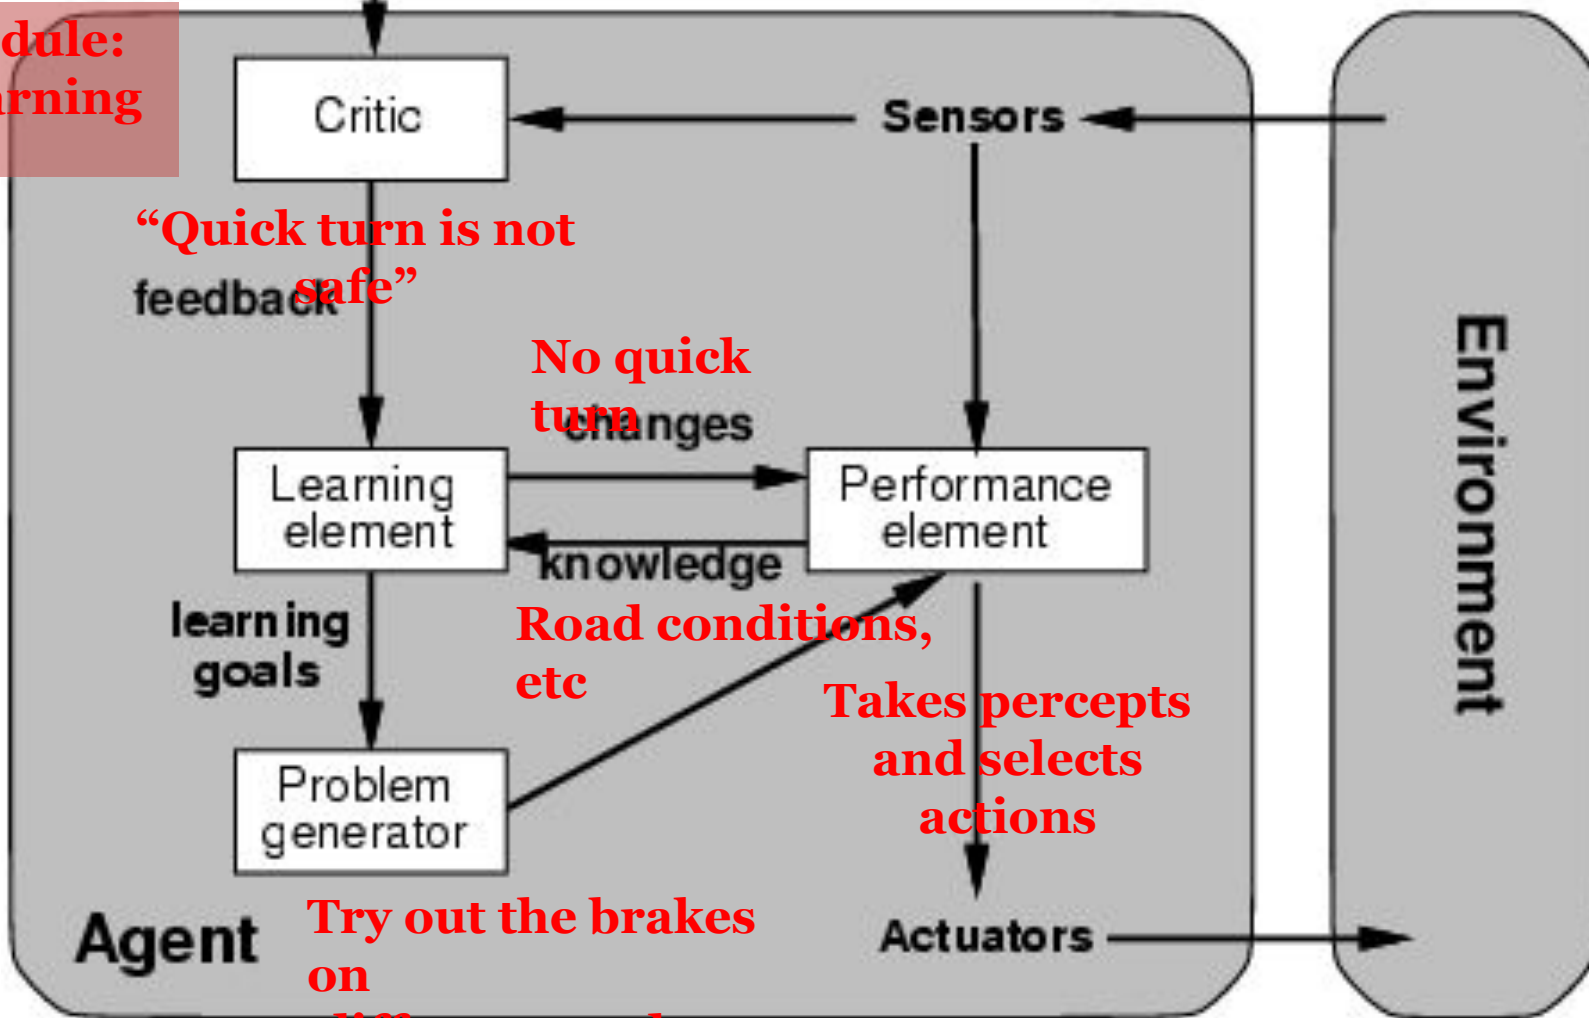 dule:
arning
Critic
Sensors
“Quick turn is not
safe”
feedback
No quick
turn
changes
Learning
element
Performance
element
knowledge
learning
goals
Road conditions,
etc
Takes percepts
and selects
actions
Problem
generator
Environment
Agent
Try out the brakes
on
Actuators